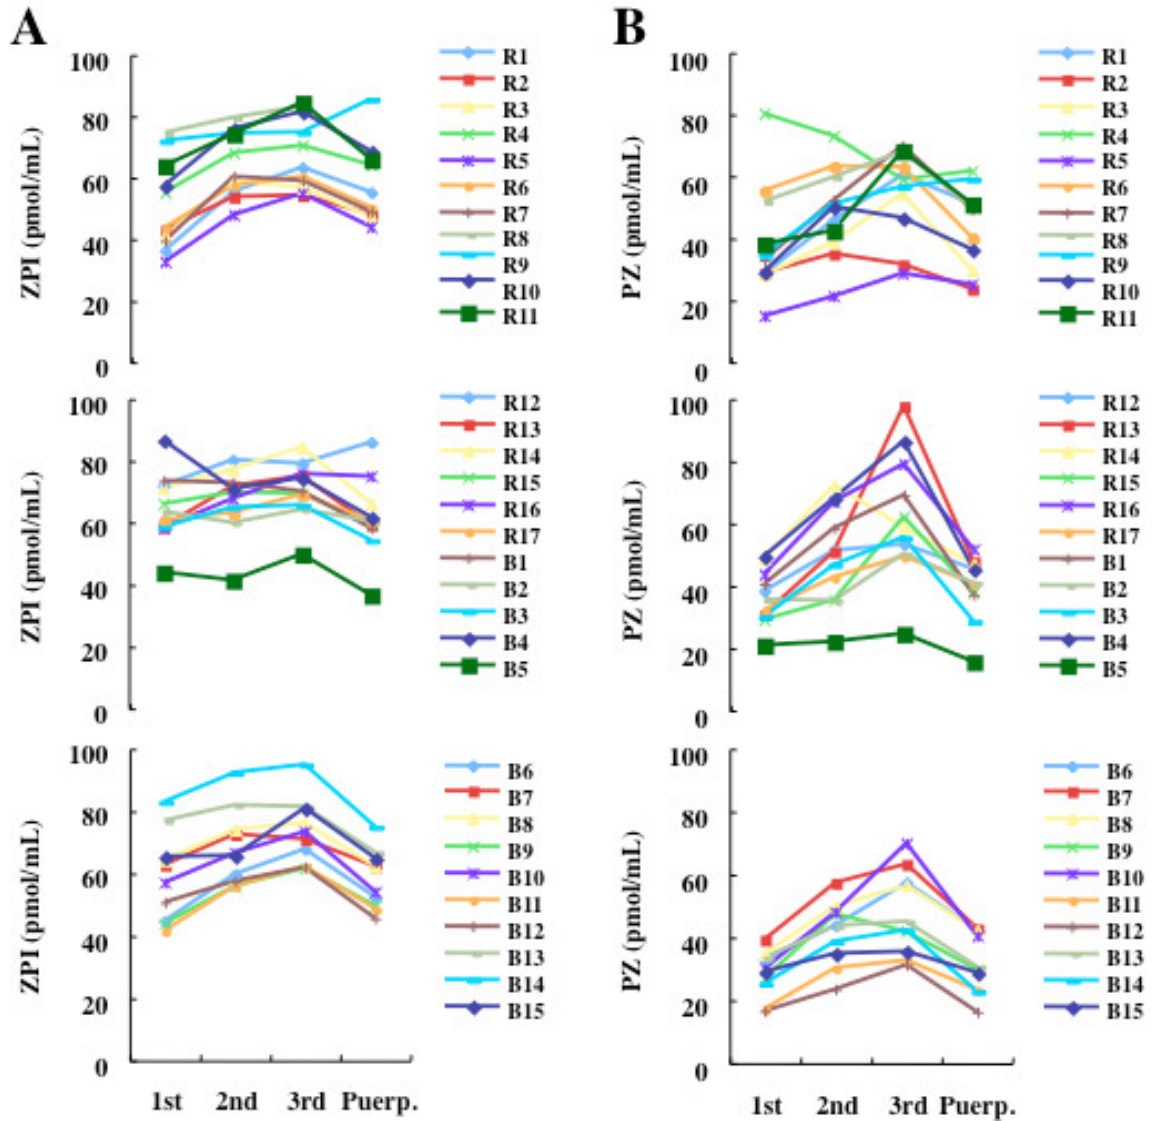 A
ZPI (pmol/mL)
100
80
60
40
20
0
R1
R2
R3
R4
R5
R6
R7
R8
R9
R10
R11
B
PZ (pmol/mL)
100
80
60
40
20
0
R1
R2
R3
R4
R5
R6
R7
R8
R9
R10
R11
ZPI (pmol/mL)
100
80
60
40
20
0
R12
R13
R14
R15
R16
R17
B1
B2
B3
B4
B5
PZ (pmol/mL)
100
80
60
40
20
0
R12
R13
R14
R15
R16
R17
B1
B2
B3
B4
B5
ZPI (pmol/mL)
100
80
60
40
20
0
1st 2nd 3rd Puerp.
B6
B7
B8
B9
B10
B11
B12
B13
B14
B15
PZ (pmol/mL)
100
80
60
40
20
0
1st 2nd 3rd Puerp.
B6
B7
B8
B9
B10
B11
B12
B13
B14
B15